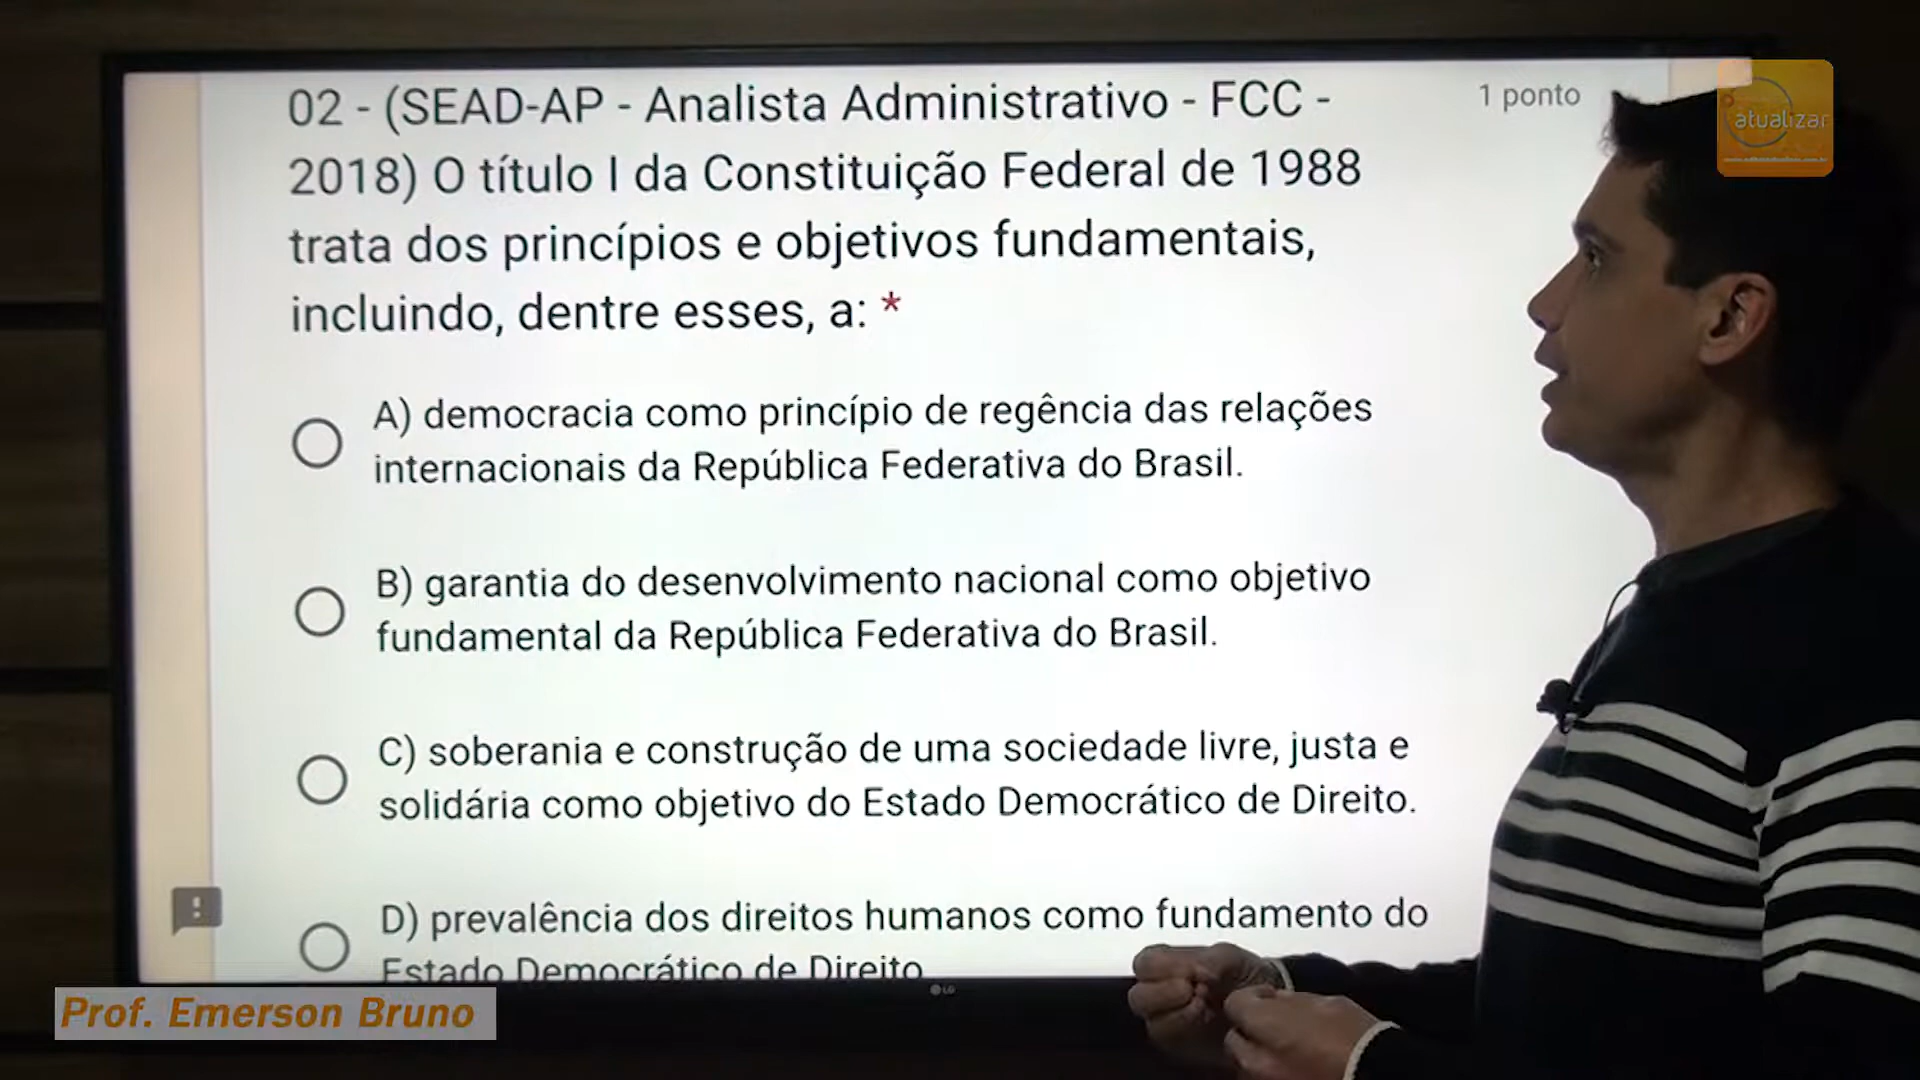 02 - (SEAD-AP - Analista Administrativo - FCC -
2018) O título I da Constituição Federal de 1988
trata dos princípios e objetivos fundamentais,
incluindo, dentre esses, a: *
1 ponto
atualizar
A) democracia como princípio de regência das relações
internacionais da República Federativa do Brasil.
B) garantia do desenvolvimento nacional como objetivo
fundamental da República Federativa do Brasil.
C) soberania e construção de uma sociedade livre, justa e
solidária como objetivo do Estado Democrático de Direito.
D) prevalência dos direitos humanos como fundamento do
Estado Democrático de Direito
LG
Prof. Emerson Bruno